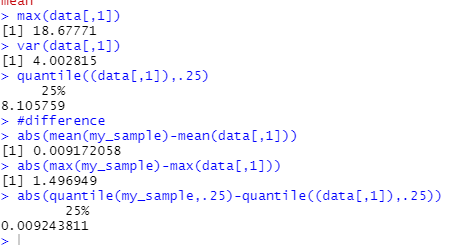 mean
> max(data[,1])
[1] 18.67771
> var(data[,1])
[1] 4.002815
> quantile((data[,1]),.25)
25%
8.105759
> #difference
> abs(mean(my_sample)-mean(data[,1]))
[1] 0.009172058
> abs(max(my_sample)-max(data[,1]))
[1] 1.496949
> abs(quantile(my_sample,.25)-quantile((data[,1]),.25))
25%
0.009243811
>